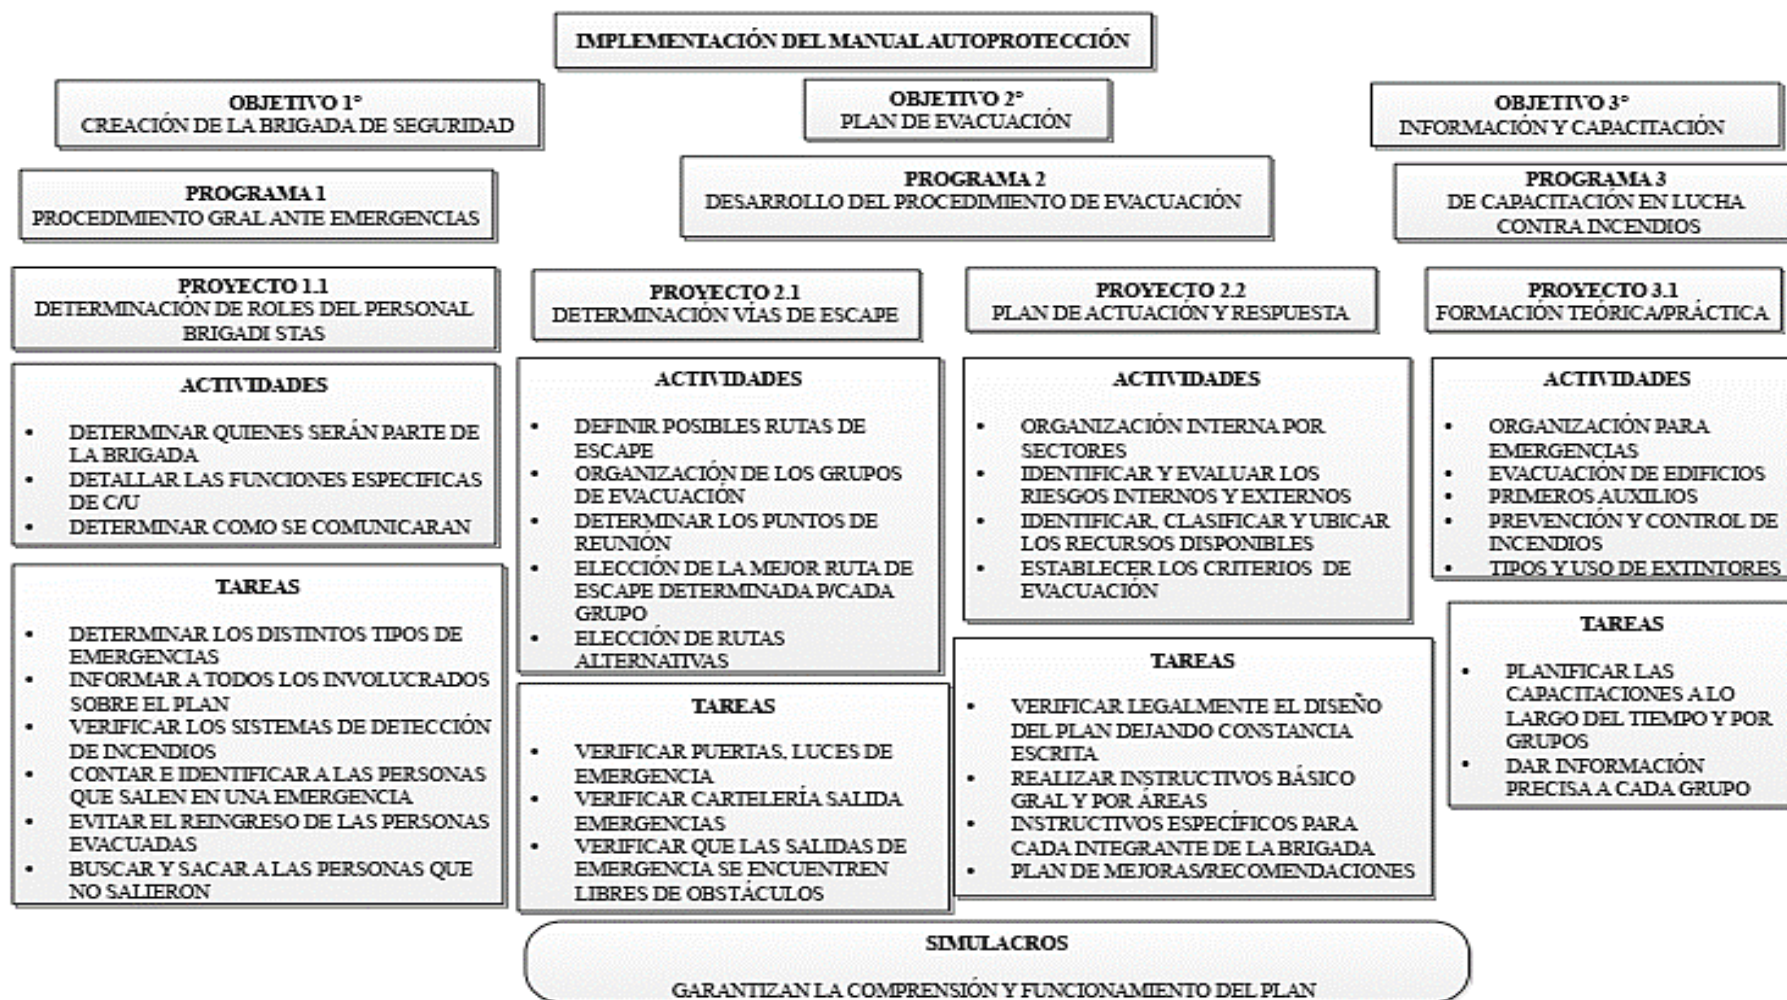 IMPLEMENTACIÓN DEL MANUAL AUTOPROTECCIÓN
OBJETIVO 1°
CREACIÓN DE LA BRIGADA DE SEGURIDAD
OBJETIVO 2°
PLAN DE EVACUACIÓN
OBJETIVO 3°
INFORMACIÓN Y CAPACITACIÓN
PROGRAMA 1
PROCEDIMIENTO GRAL ANTE EMERGENCIAS
PROGRAMA 2
DESARROLLO DEL PROCEDIMIENTO DE EVACUACIÓN
PROGRAMA 3
DE CAPACITACIÓN EN LUCHA
CONTRA INCENDIOS
PROYECTO 1.1
DETERMINACIÓN DE ROLES DEL PERSONAL
BRIGADI STAS
PROYECTO 2.1
DETERMINACIÓN VÍAS DE ESCAPE
PROYECTO 2.2
PLAN DE ACTUACIÓN Y RESPUESTA
PROYECTO 3.1
FORMACIÓN TEÓRICA/PRÁCTICA
ACTIVIDADES
• DETERMINAR QUIENES SERÁN PARTE DE
LA BRIGADA
• DETALLAR LAS FUNCIONES ESPECIFICAS
DE C/U
• DETERMINAR COMO SE COMUNICARAN
TAREAS
• DETERMINAR LOS DISTINTOS TIPOS DE
EMERGENCIAS
• INFORMAR A TODOS LOS INVOLUCRADOS
SOBRE EL PLAN
• VERIFICAR LOS SISTEMAS DE DETECCIÓN
DE INCENDIOS
• CONTAR E IDENTIFICAR A LAS PERSONAS
QUE SALEN EN UNA EMERGENCIA
• EVITAR EL REINGRESO DE LAS PERSONAS
EVACUADAS
• BUSCAR Y SACAR A LAS PERSONAS QUE
NO SALIERON
ACTIVIDADES
• DEFINIR POSIBLES RUTAS DE
ESCAPE
• ORGANIZACIÓN DE LOS GRUPOS
DE EVACUACIÓN
• DETERMINAR LOS PUNTOS DE
REUNIÓN
• ELECCIÓN DE LA MEJOR RUTA DE
ESCAPE DETERMINADA P/CADA
GRUPO
• ELECCIÓN DE RUTAS
ALTERNATIVAS
TAREAS
• VERIFICAR PUERTAS, LUCES DE
EMERGENCIA
• VERIFICAR CARTELERÍA SALIDA
EMERGENCIAS
• VERIFICAR QUE LAS SALIDAS DE
EMERGENCIA SE ENCUENTREN
LIBRES DE OBSTÁCULOS
ACTIVIDADES
• ORGANIZACIÓN INTERNA POR
SECTORES
• IDENTIFICAR Y EVALUAR LOS
RIESGOS INTERNOS Y EXTERNOS
• IDENTIFICAR, CLASIFICAR Y UBICAR
LOS RECURSOS DISPONIBLES
• ESTABLECER LOS CRITERIOS DE
EVACUACIÓN
TAREAS
• VERIFICAR LEGALMENTE EL DISEÑO
DEL PLAN DEJANDO CONSTANCIA
ESCRITA
• REALIZAR INSTRUCTIVOS BÁSICO
GRAL Y POR ÁREAS
• INSTRUCTIVOS ESPECÍFICOS PARA
CADA INTEGRANTE DE LA BRIGADA
• PLAN DE MEJORAS/RECOMENDACIONES
ACTIVIDADES
• ORGANIZACIÓN PARA
EMERGENCIAS
• EVACUACIÓN DE EDIFICIOS
• PRIMEROS AUXILIOS
• PREVENCIÓN Y CONTROL DE
INCENDIOS
• TIPOS Y USO DE EXTINTORES
TAREAS
• PLANIFICAR LAS
CAPACITACIONES A LO
LARGO DEL TIEMPO Y POR
GRUPOS
• DAR INFORMACIÓN
PRECISA A CADA GRUPO
SIMULACROS
GARANTIZAN LA COMPRENSIÓN Y FUNCIONAMIENTO DEL PLAN